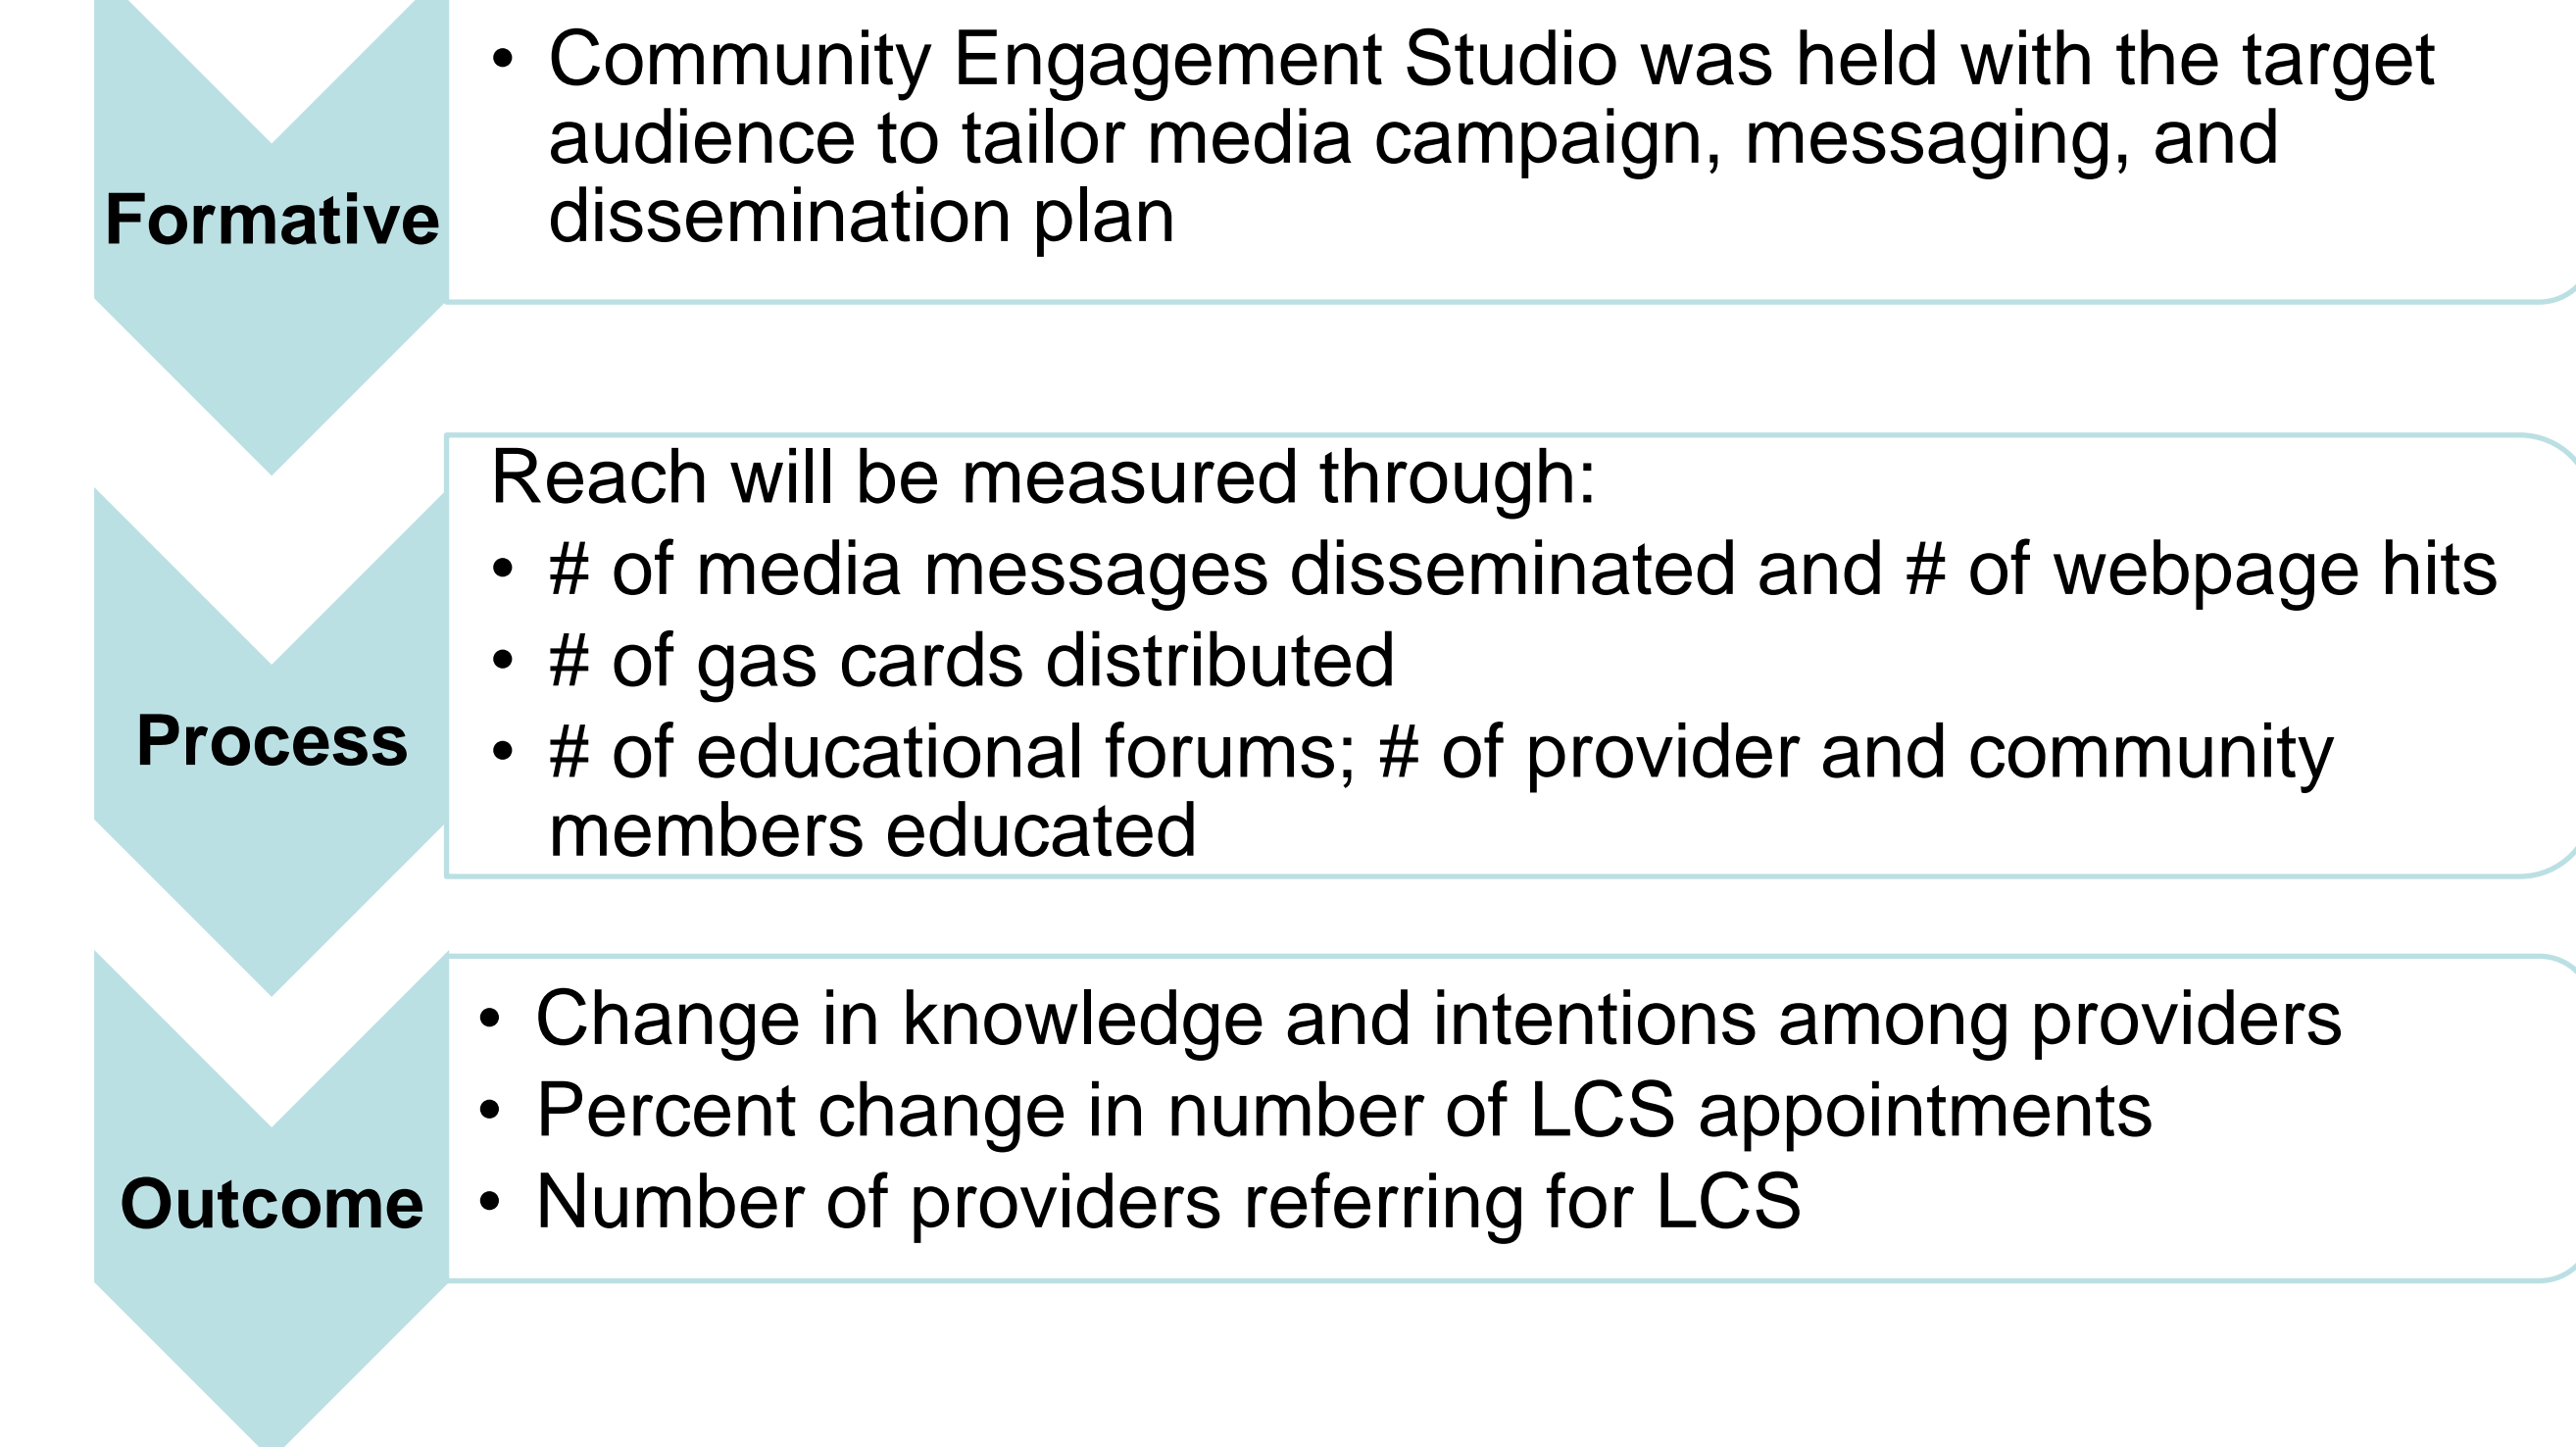 Formative
• Community Engagement Studio was held with the target
audience to tailor media campaign, messaging, and
dissemination plan
Process
Reach will be measured through:
• # of media messages disseminated and # of webpage hits
• # of gas cards distributed
• # of educational forums; # of provider and community
members educated
Outcome
• Change in knowledge and intentions among providers
• Percent change in number of LCS appointments
• Number of providers referring for LCS